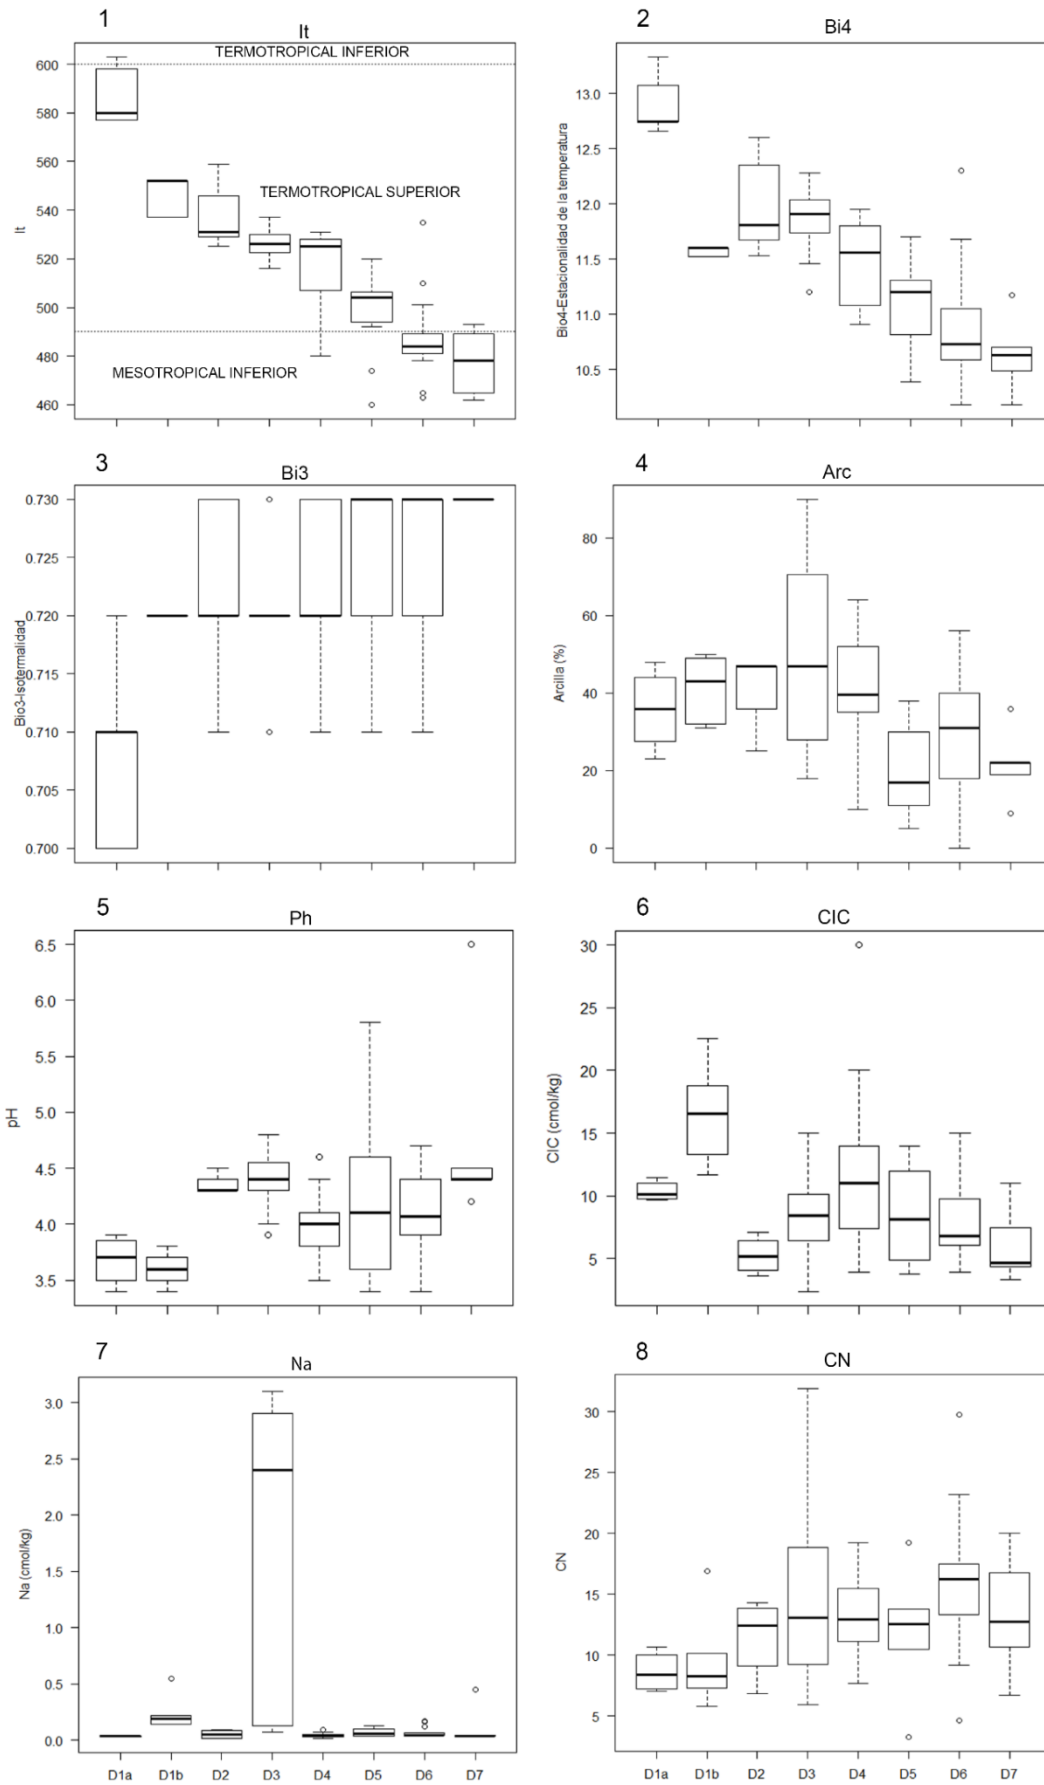 1
It
TERMOTROPICAL INFERIOR
TERMOTROPICAL SUPERIOR
MESOTROPICAL INFERIOR
It
600
580
560
540
520
500
480
460
2
Bi4
Bio4-Estacionalidad de la temperatura
13.0
12.5
12.0
11.5
11.0
10.5
3
Bi3
Bio3-Isotermalidad
0.730
0.725
0.720
0.715
0.710
0.705
0.700
4
Arc
Arcilla (%)
80
60
40
20
0
5
Ph
pH
6.5
6.0
5.5
5.0
4.5
4.0
3.5
6
CIC
CIC (cmol/kg)
30
25
20
15
10
5
7
Na
Na (cmol/kg)
3.0
2.5
2.0
1.5
1.0
0.5
0.0
D1a D1b D2 D3 D4 D5 D6 D7
8
CN
CN
30
25
20
15
10
5
D1a D1b D2 D3 D4 D5 D6 D7